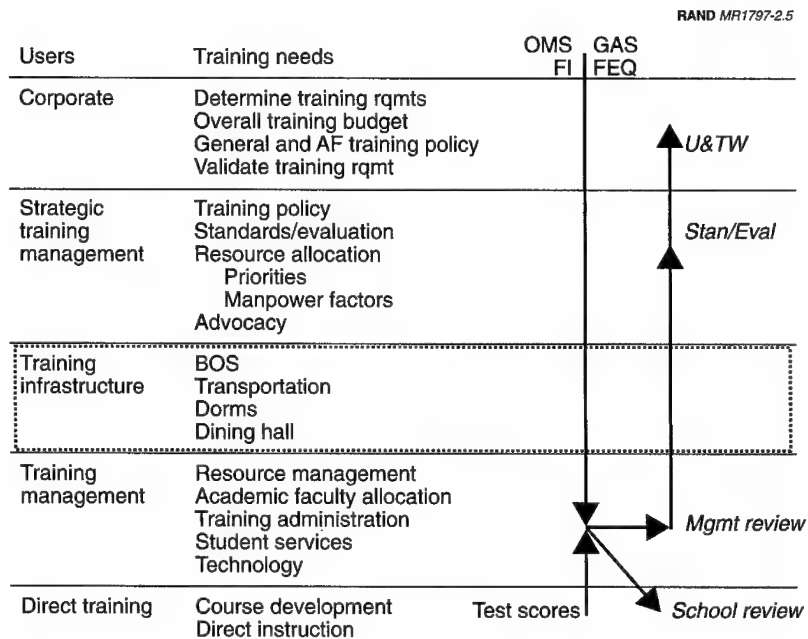 RAND MR1797-2.5
Users Training needs OMS GAS
FI FEQ
Corporate Determine training rqmts
Overall training budget
General and AF training policy U&TW
Validate training rqmt
Strategic Training policy
training Standards/evaluation Stan/Eval
management Resource allocation
Priorities
Manpower factors
Advocacy
Training BOS
infrastructure Transportation
Dorms
Dining hall
Training Resource management
management Academic faculty allocation
Training administration Mgmt review
Student services
Technology
Direct training Course development Test scores School review
Direct instruction